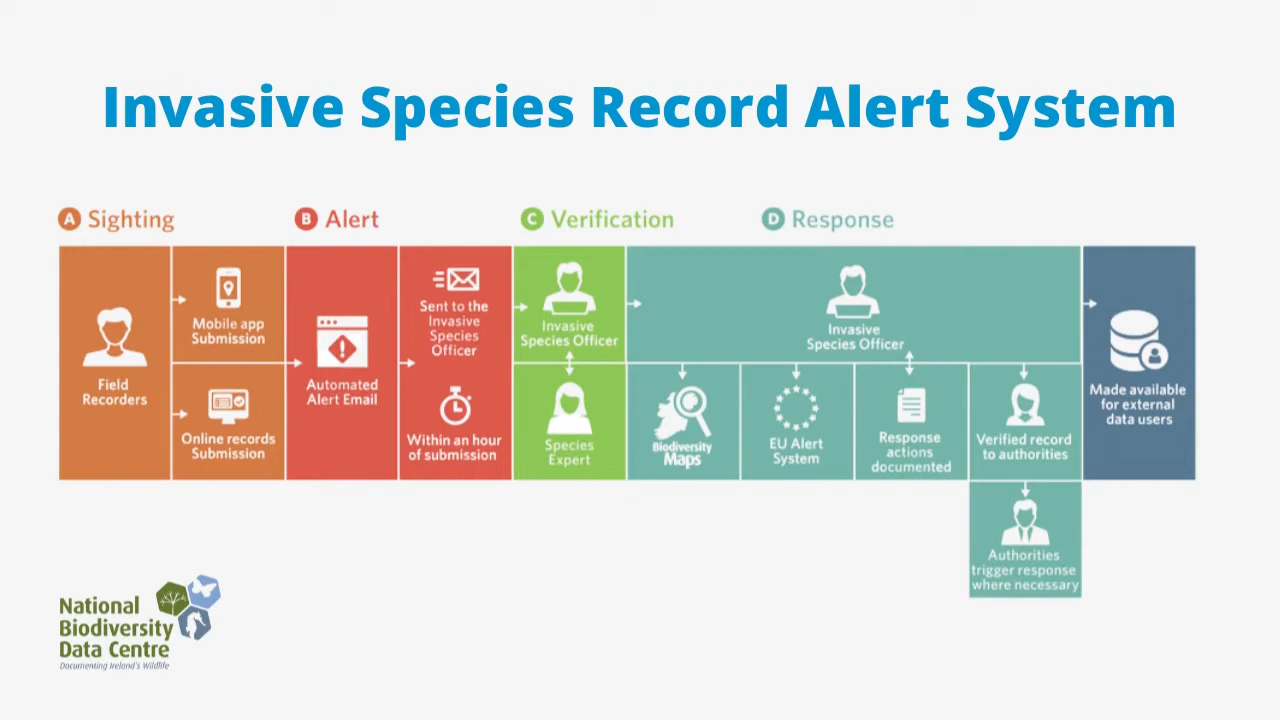 Invasive Species Record Alert System
A Sighting
B Alert
C Verification
D Response
Field
Recorders
Mobile app
Submission
Online records
Submission
Automated
Alert Email
Sent to the
Invasive
Species
Officer
Within an hour
of submission
Invasive
Species Officer
Species
Expert
Invasive
Species Officer
Biodiversity
Maps
EU Alert
System
Response
actions
documented
Verified record
to authorities
Authorities
trigger response
where necessary
Made available
for external
data users
National
Biodiversity
Data Centre
Documenting Ireland's Wildlife